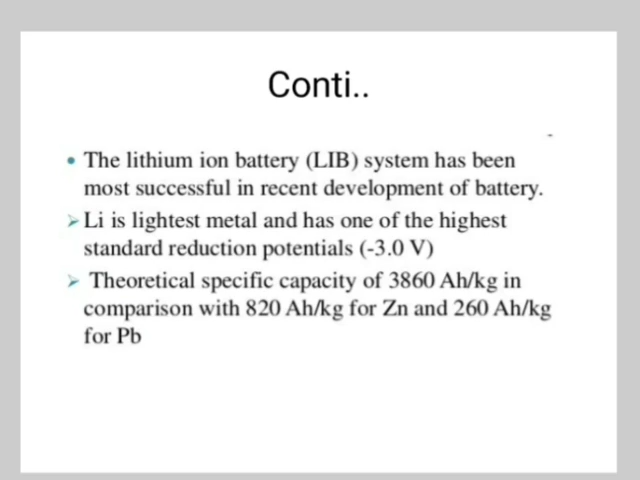 Conti..
• The lithium ion battery (LIB) system has been
most successful in recent development of battery.
➢ Li is lightest metal and has one of the highest
standard reduction potentials (-3.0 V)
➢ Theoretical specific capacity of 3860 Ah/kg in
comparison with 820 Ah/kg for Zn and 260 Ah/kg
for Pb